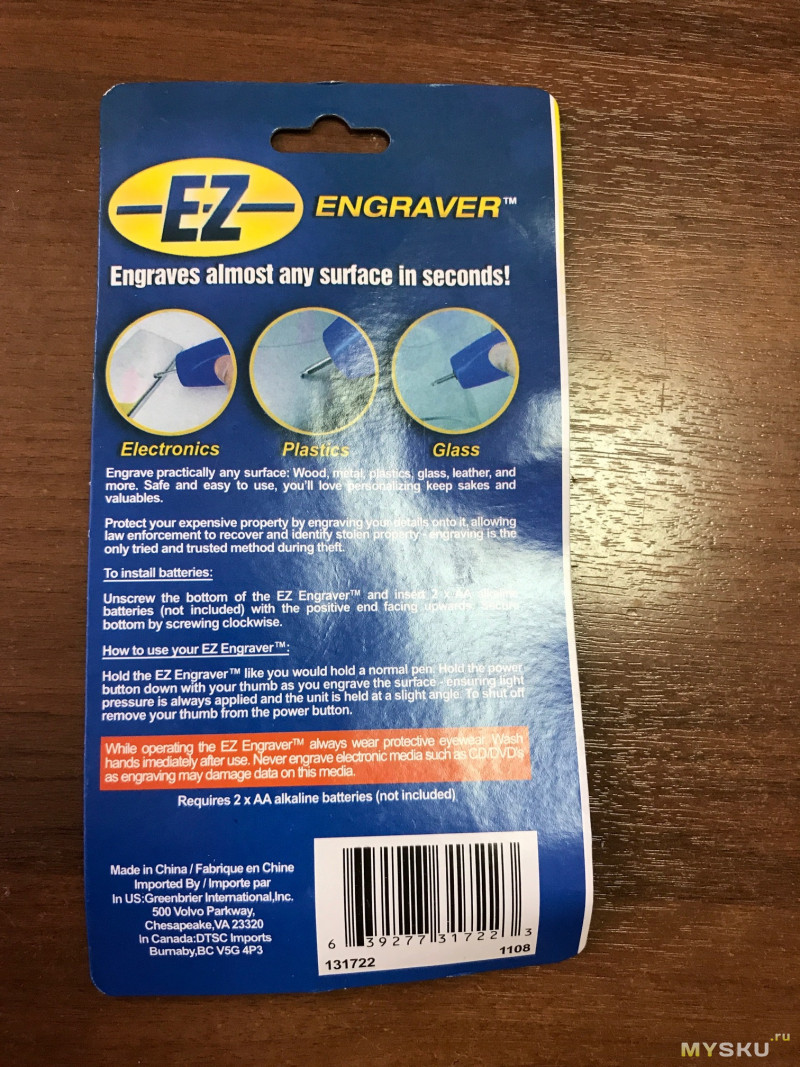 E-Z ENGRAVER™
Engraves almost any surface in seconds!
Electronics Plastics Glass
Engrave practically any surface: Wood, metal, plastics, glass, leather, and
more. Safe and easy to use, you'll love personalizing keep sakes and
valuables.
Protect your expensive property by engraving your details onto it, allowing
law enforcement to recover and identify stolen property - engraving is the
only tried and trusted method during theft.
To install batteries:
Unscrew the bottom of the EZ Engraver™ and insert 2 x AA alkaline
batteries (not included) with the positive end facing upwards. Secure
bottom by screwing clockwise.
How to use your EZ Engraver™:
Hold the EZ Engraver™ like you would hold a normal pen. Hold the power
button down with your thumb as you engrave the surface - ensuring light
pressure is always applied and the unit is held at a slight angle. To shut off
remove your thumb from the power button.
While operating the EZ Engraver™ always wear protective eyewear. Wash
hands imediately after use. Never engrave electronic media such as CD/DVD's
as engraving may damage data on this media.
Requires 2 x AA alkaline batteries (not included)
Made in China / Fabrique en Chine
Imported By / Importe par
In US:Greenbrier International,Inc.
500 Volvo Parkway,
Chesapeake,VA 23320
In Canada:DTSC Imports
Burnaby,BC V5G 4P3
6 39277 31722 3
131722 1108
MYSKU.ru